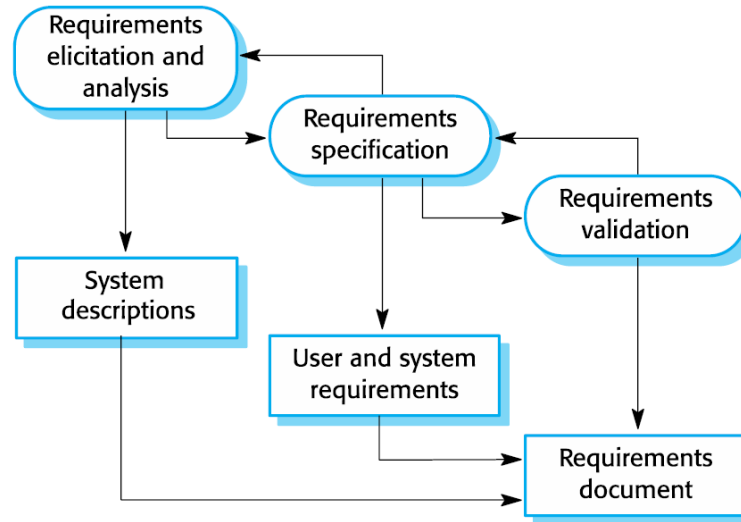 Requirements
elicitation and
analysis
Requirements
specification
Requirements
validation
System
descriptions
User and system
requirements
Requirements
document